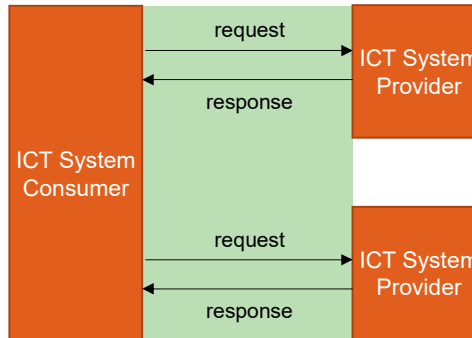 request
response
ICT System
Provider
ICT System
Consumer
request
response
ICT System
Provider